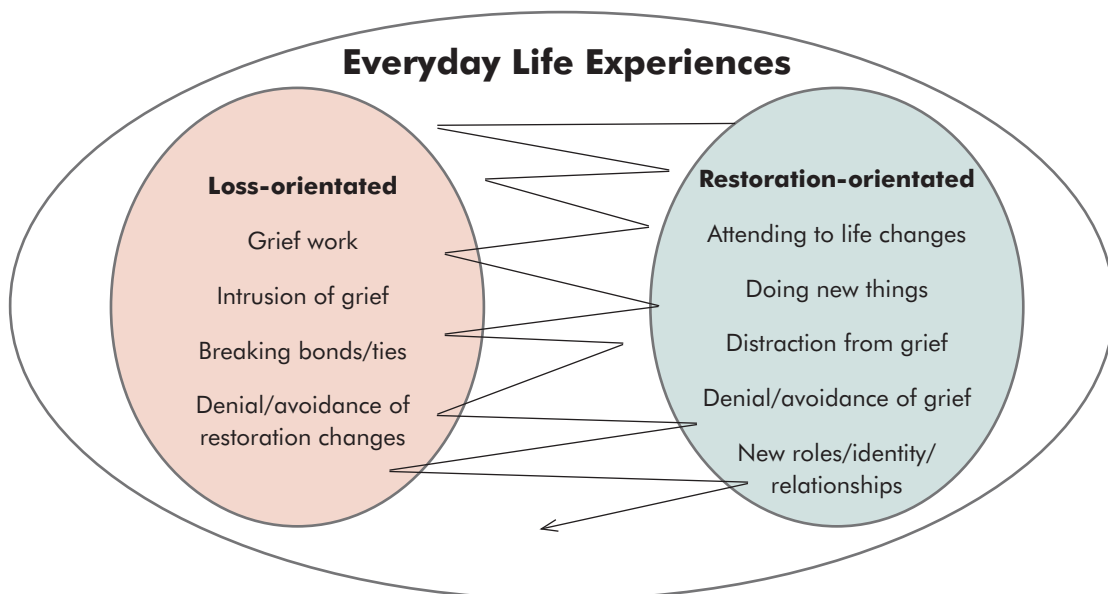 Everyday Life Experiences
Loss-orientated
Grief work
Intrusion of grief
Breaking bonds/ties
Denial/avoidance of
restoration changes
Restoration-orientated
Attending to life changes
Doing new things
Distraction from grief
Denial/avoidance of grief
New roles/identity/
relationships